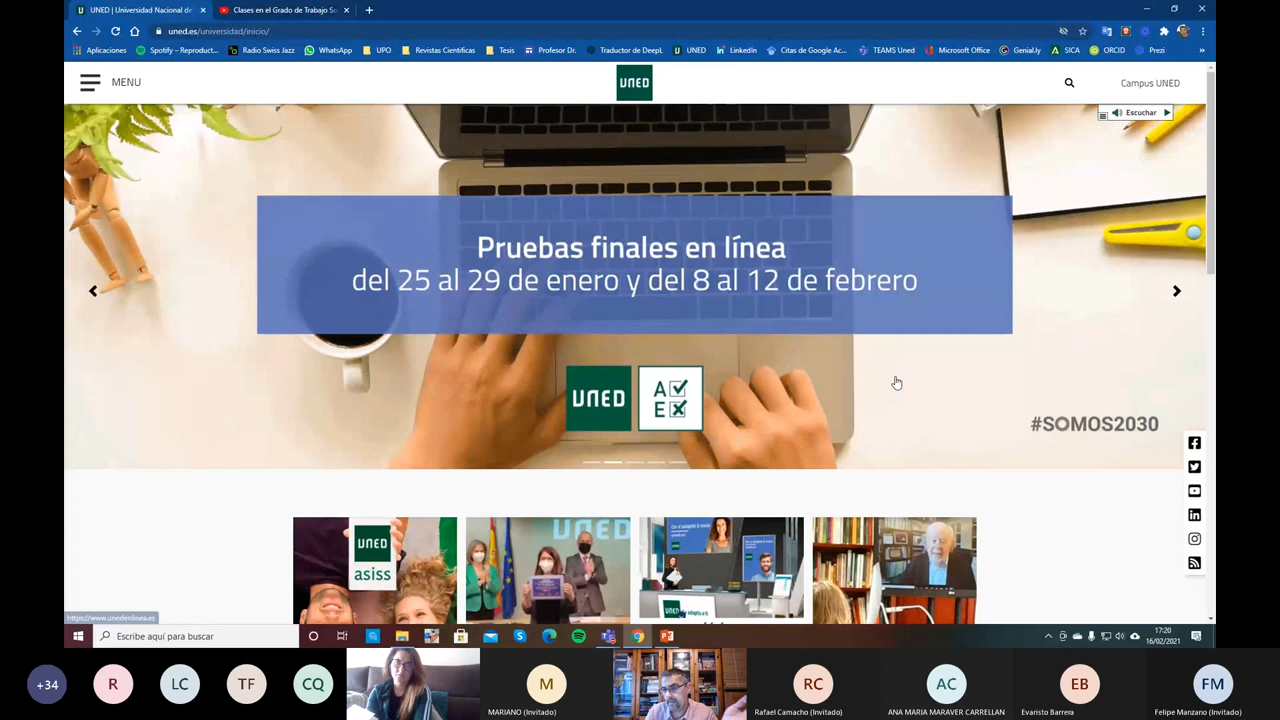 UNED | Universidad Nacional de
Clases en el Grado de Trabajo So
uned.es/universidad/inicio/
Aplicaciones
Spotify – Reproduct...
Radio Swiss Jazz
WhatsApp
UPO
Revistas Científicas
Tesis
Profesor Dr.
Traductor de DeepL
UNED
LinkedIn
Citas de Google Ac...
TEAMS Uned
Microsoft Office
Genial.ly
SICA
ORCID
Prezi
MENU
UNED
Campus UNED
Escuchar
Pruebas finales en línea
del 25 al 29 de enero y del 8 al 12 de febrero
UNED
A
E
#SOMOS2030
UNED
asiss
UNED
https://www.unedenlinea.es
Escribe aquí para buscar
17:20
16/02/2021
+34
R
LC
TF
CQ
M
RC
AC
EB
FM
MARIANO (Invitado)
Rafael Camacho (Invitado)
ANA MARIA MARAVER CARRELLAN
Evaristo Barrera
Felipe Manzano (Invitado)